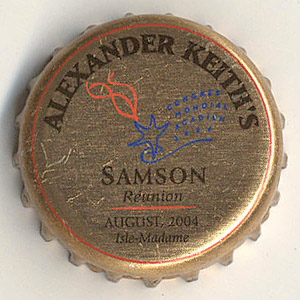 ALEXANDER KEITH'S
CONGRÈS
MONDIAL
ACADIEN
2004
SAMSON
Réunion
AUGUST, 2004
Isle-Madame